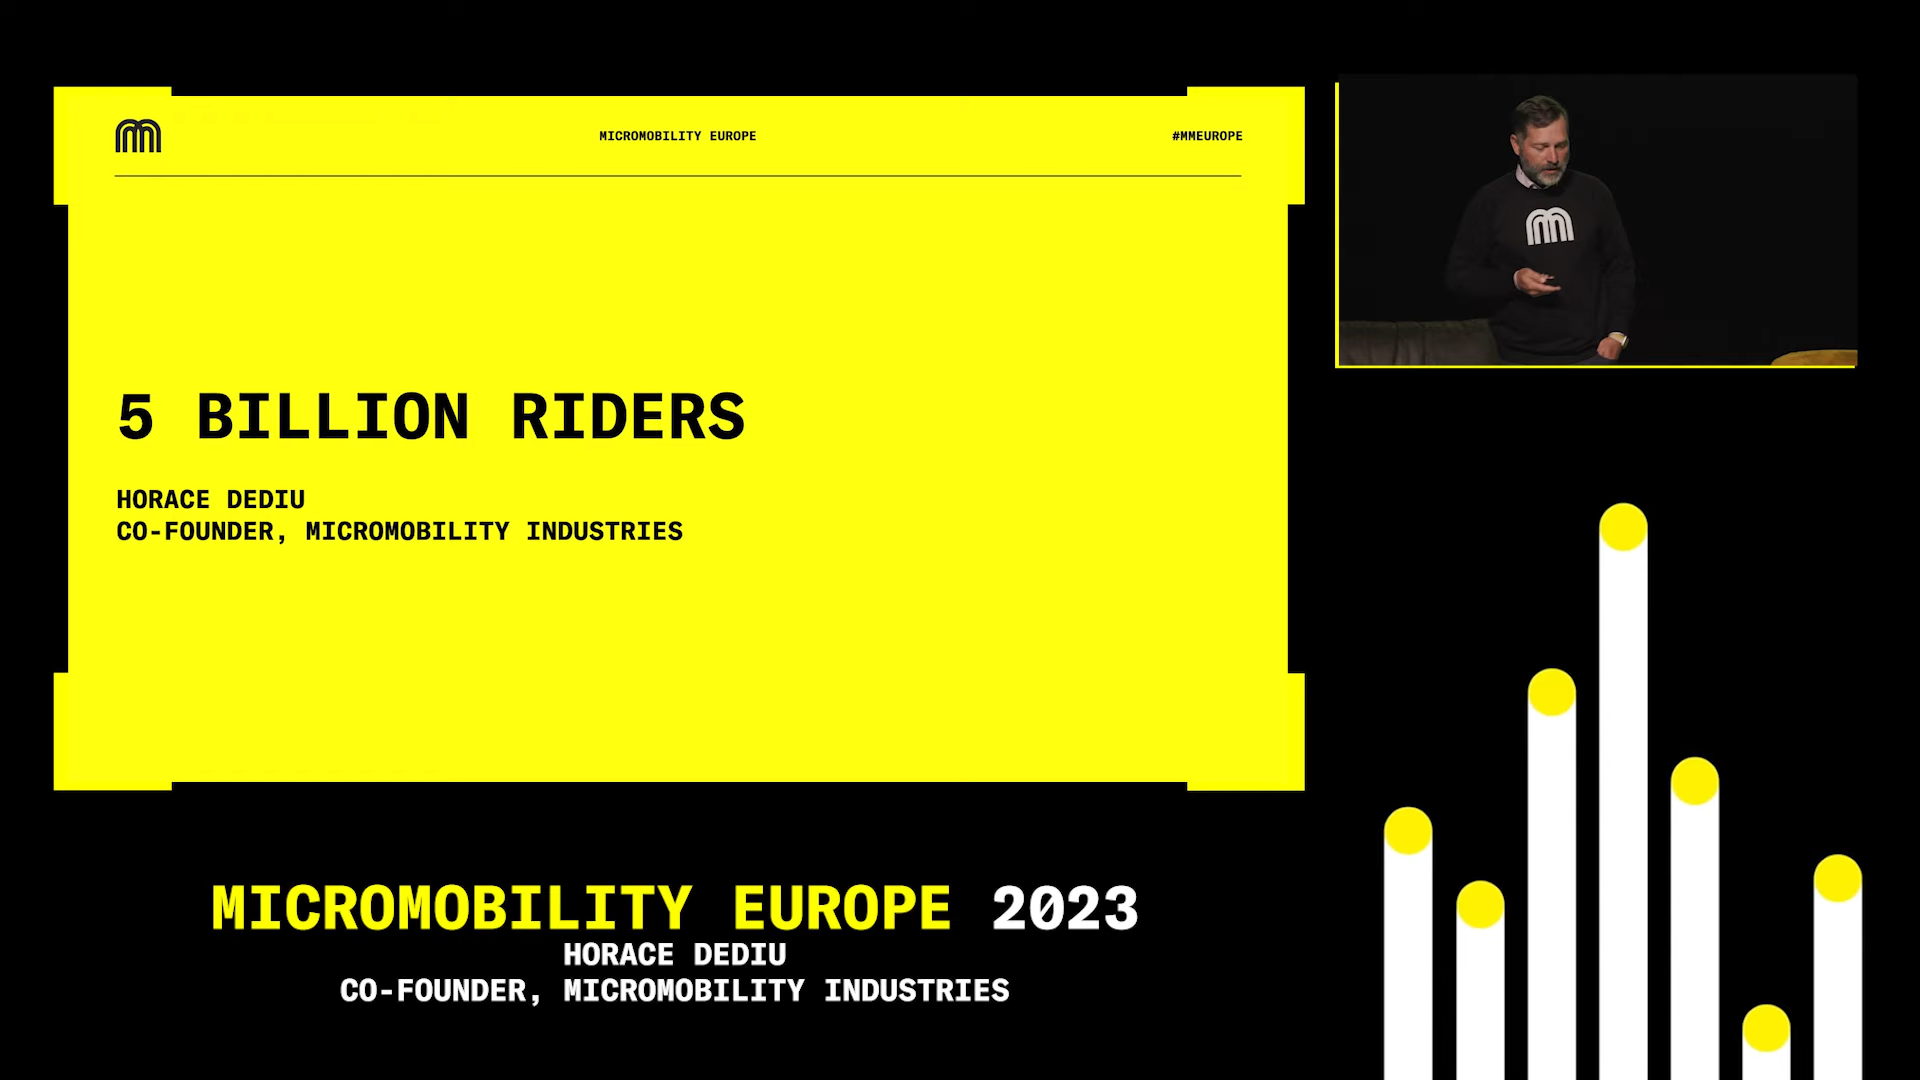 MICROMOBILITY EUROPE
#MMEUROPE
5 BILLION RIDERS
HORACE DEDIU
CO-FOUNDER, MICROMOBILITY INDUSTRIES
MICROMOBILITY EUROPE 2023
HORACE DEDIU
CO-FOUNDER, MICROMOBILITY INDUSTRIES